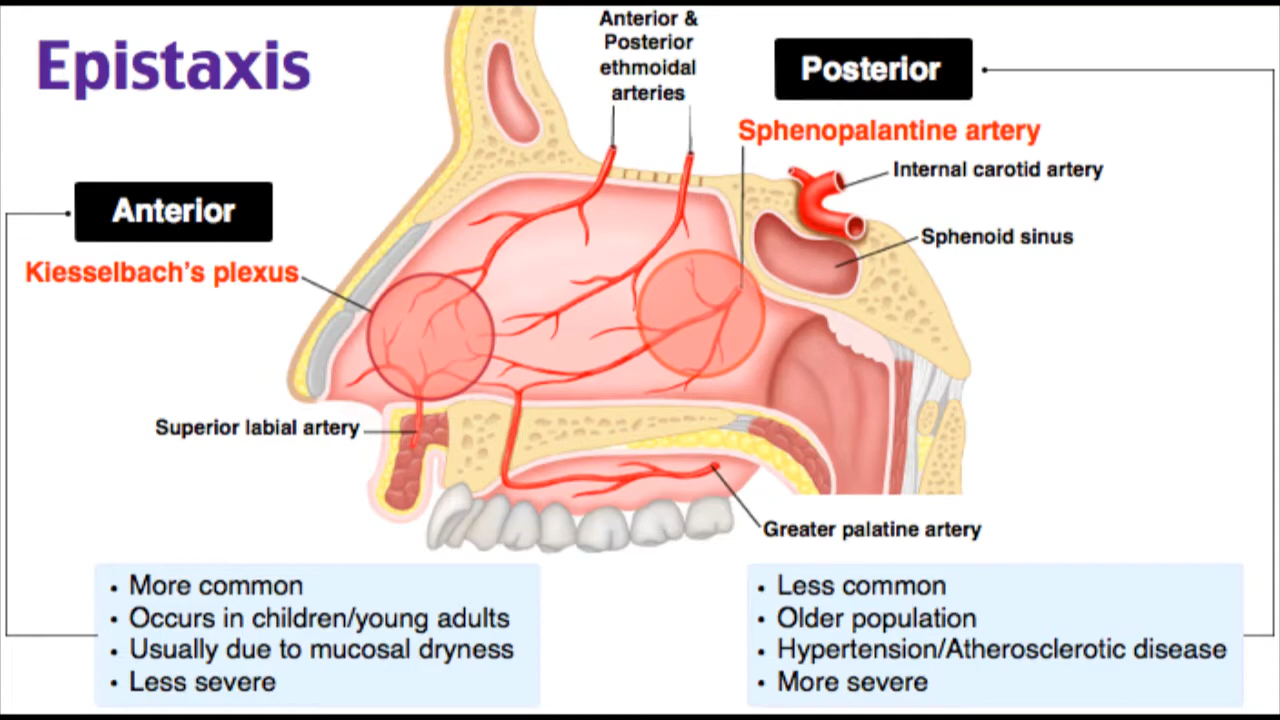 Epistaxis
Anterior &
Posterior
ethmoidal
arteries
Posterior
Sphenopalantine artery
Internal carotid artery
Anterior
Sphenoid sinus
Kiesselbach's plexus
Superior labial artery
Greater palatine artery
• More common
• Occurs in children/young adults
• Usually due to mucosal dryness
• Less severe
• Less common
• Older population
• Hypertension/Atherosclerotic disease
• More severe